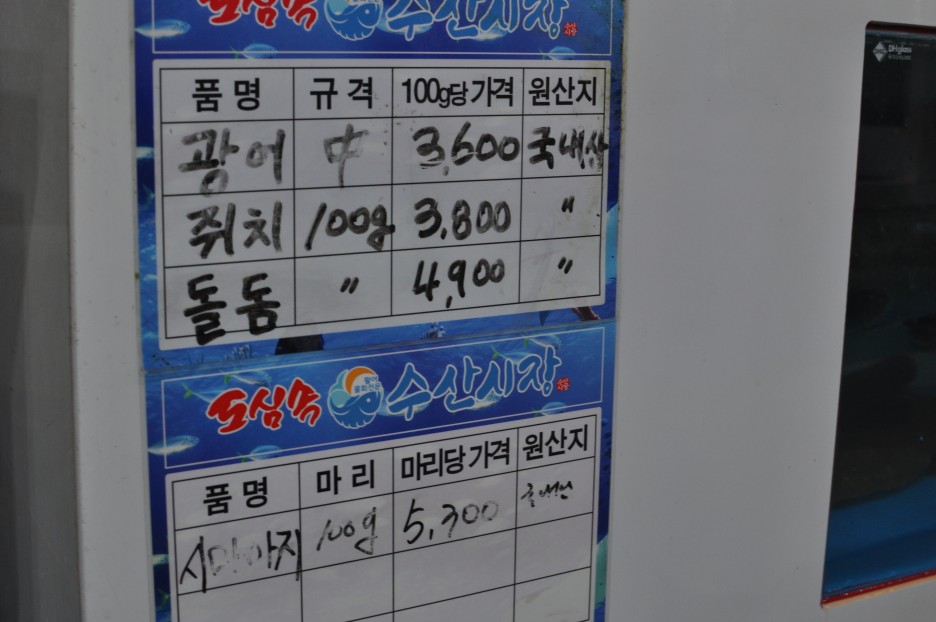 도심속 수산시장
품명 규격 100g당 가격 원산지
광어 中 3,600 국내산
쥐치 100g 3,800 〃
돌돔 〃 4,900 〃
도심속 수산시장
품명 마리 마리당 가격 원산지
시마아지 100g 5,300 국내산
DHglass